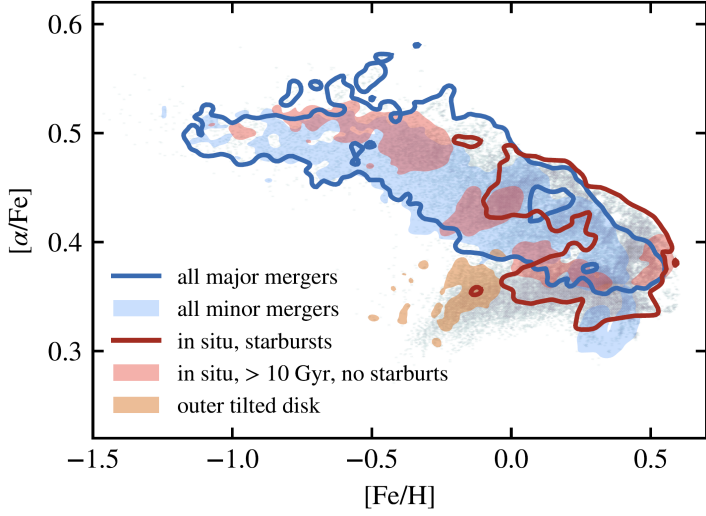 0.6
0.5
0.4
0.3
[α/Fe]
all major mergers
all minor mergers
in situ, starbursts
in situ, > 10 Gyr, no starburts
outer tilted disk
−1.5 −1.0 −0.5 0.0 0.5
[Fe/H]